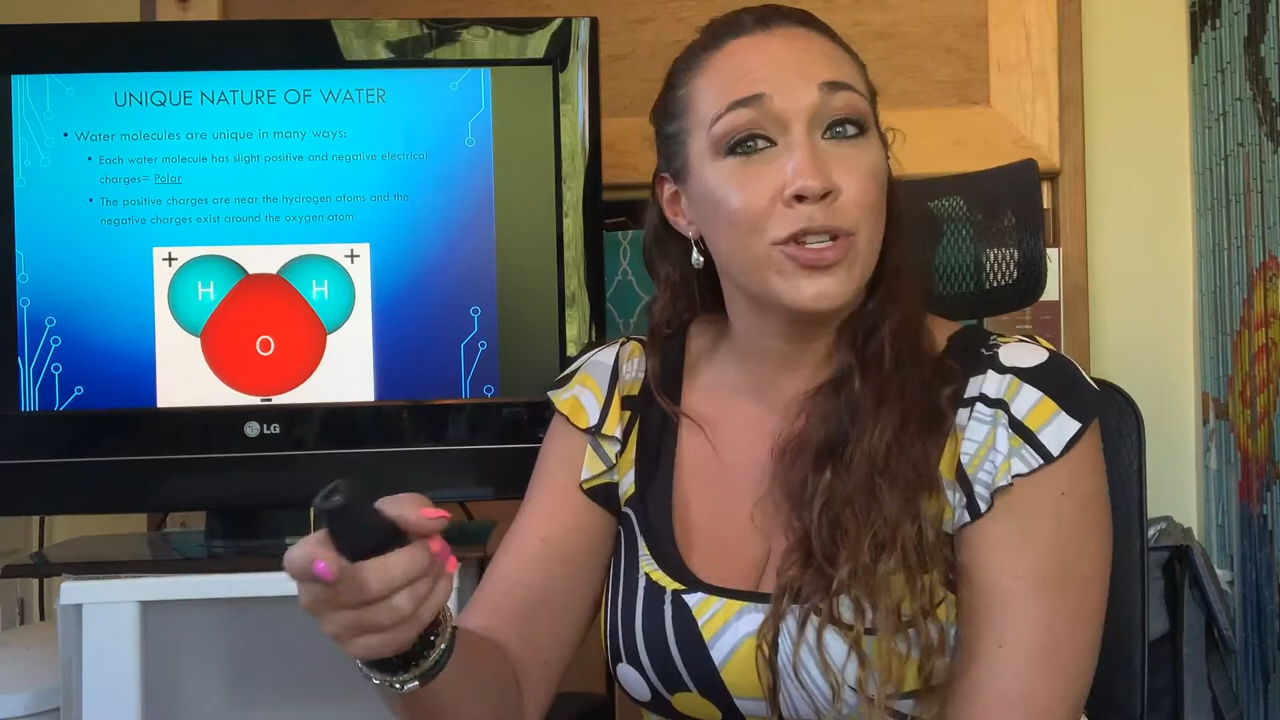 UNIQUE NATURE OF WATER
• Water molecules are unique in many ways:
• Each water molecule has slight positive and negative electrical
charges= Polar
• The positive charges are near the hydrogen atoms and the
negative charges exist around the oxygen atom
+ +
H H
O
-
LG